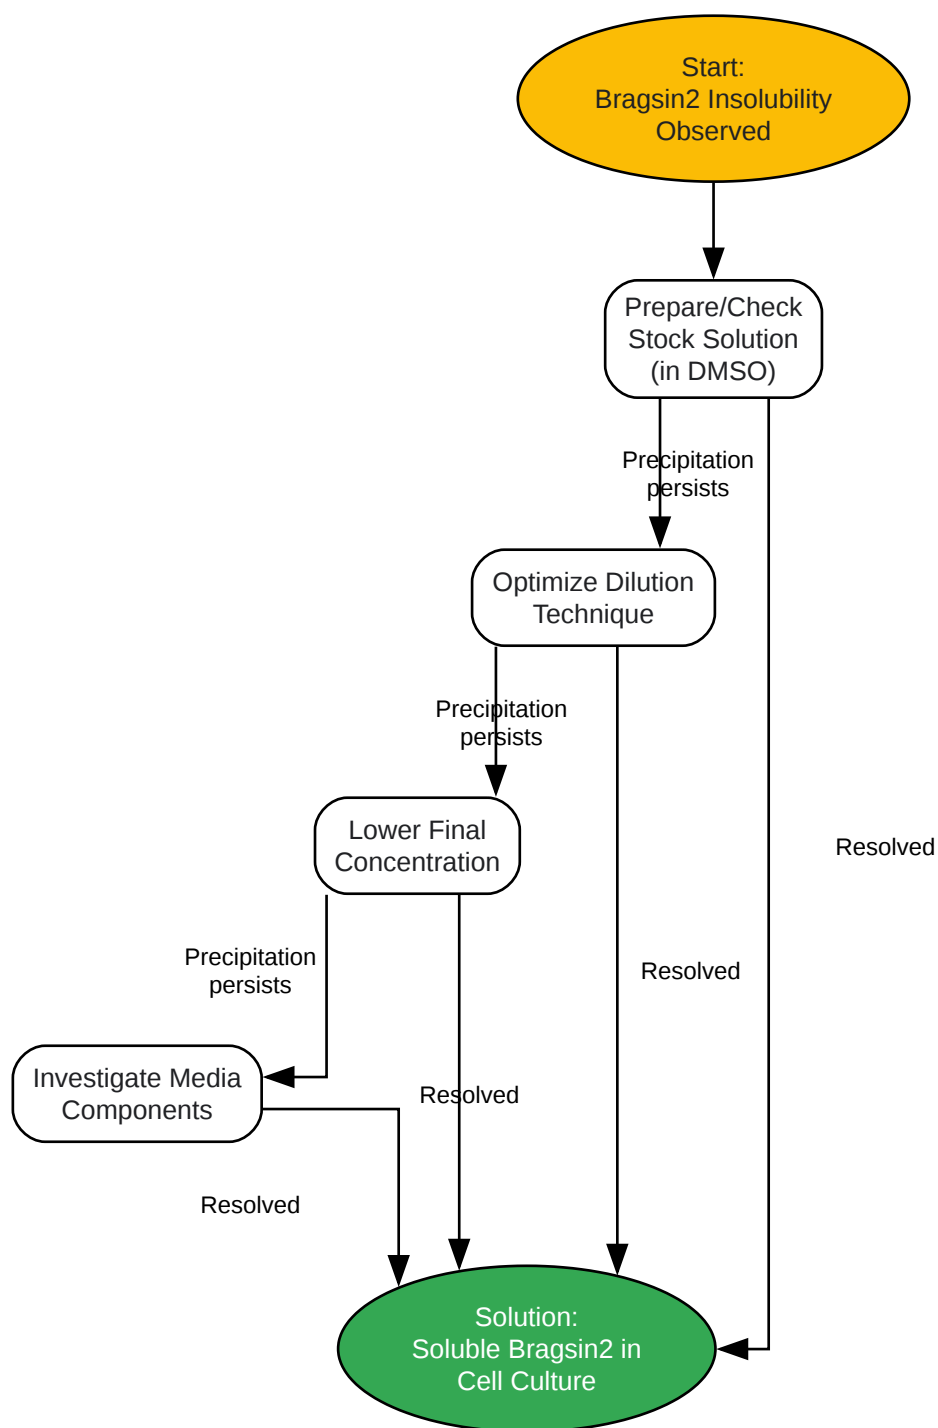 Start:
Bragsin2 Insolubility
Observed
Prepare/Check
Stock Solution
(in DMSO)
Precipitation
persists
Optimize Dilution
Technique
Precipitation
persists
Lower Final
Concentration
Resolved
Precipitation
persists
Resolved
Investigate Media
Components
Resolved
Resolved
Solution:
Soluble Bragsin2 in
Cell Culture